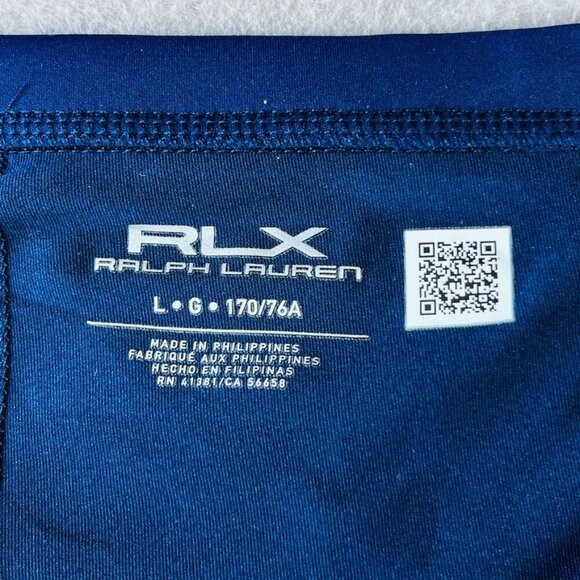 RLX
RALPH LAUREN
L • G • 170/76A
MADE IN PHILIPPINES
FABRIQUÉ AUX PHILIPPINES
HECHO EN FILIPINAS
RN 41381/CA 56658